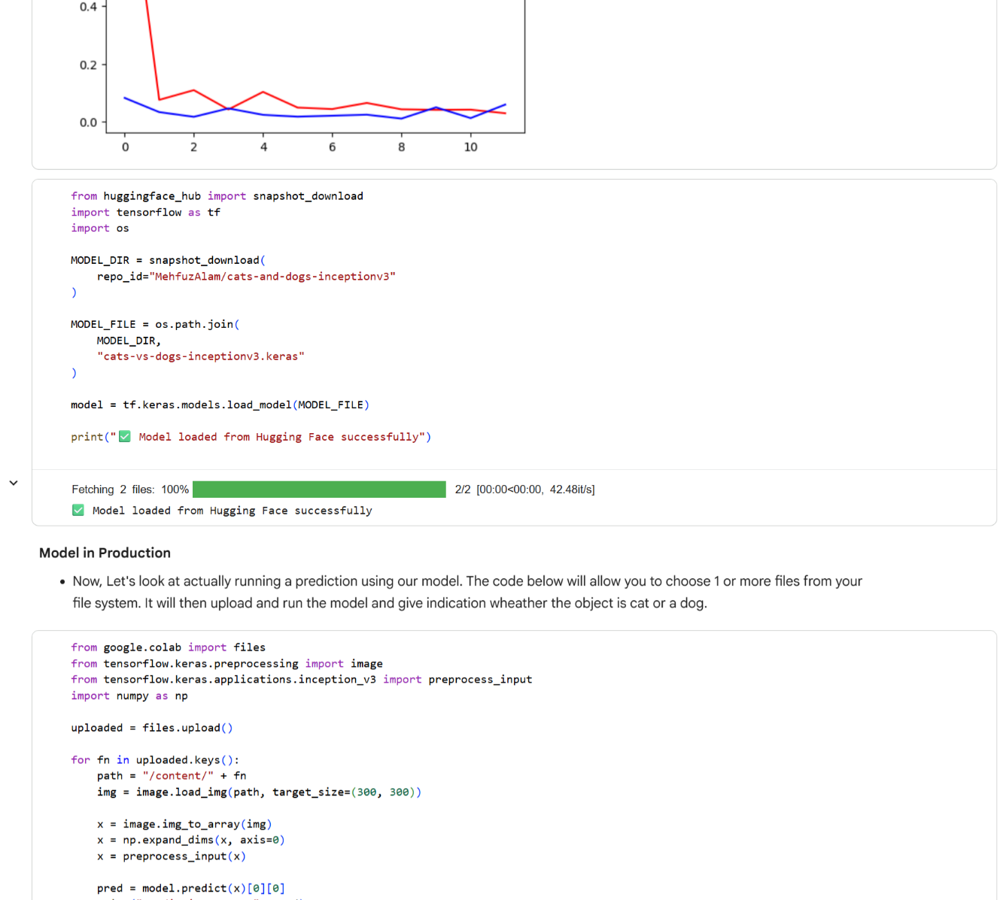 0.4
0.2
0.0
0 2 4 6 8 10
from huggingface_hub import snapshot_download
import tensorflow as tf
import os
MODEL_DIR = snapshot_download(
    repo_id="MehfuzAlam/cats-and-dogs-inceptionv3"
)
MODEL_FILE = os.path.join(
    MODEL_DIR,
    "cats-vs-dogs-inceptionv3.keras"
)
model = tf.keras.models.load_model(MODEL_FILE)
print("✅ Model loaded from Hugging Face successfully")
Fetching 2 files: 100% 2/2 [00:00<00:00, 42.48it/s]
✅ Model loaded from Hugging Face successfully
Model in Production
• Now, Let's look at actually running a prediction using our model. The code below will allow you to choose 1 or more files from your
file system. It will then upload and run the model and give indication wheather the object is cat or a dog.
from google.colab import files
from tensorflow.keras.preprocessing import image
from tensorflow.keras.applications.inception_v3 import preprocess_input
import numpy as np
uploaded = files.upload()
for fn in uploaded.keys():
    path = "/content/" + fn
    img = image.load_img(path, target_size=(300, 300))
    x = image.img_to_array(img)
    x = np.expand_dims(x, axis=0)
    x = preprocess_input(x)
    pred = model.predict(x)[0][0]